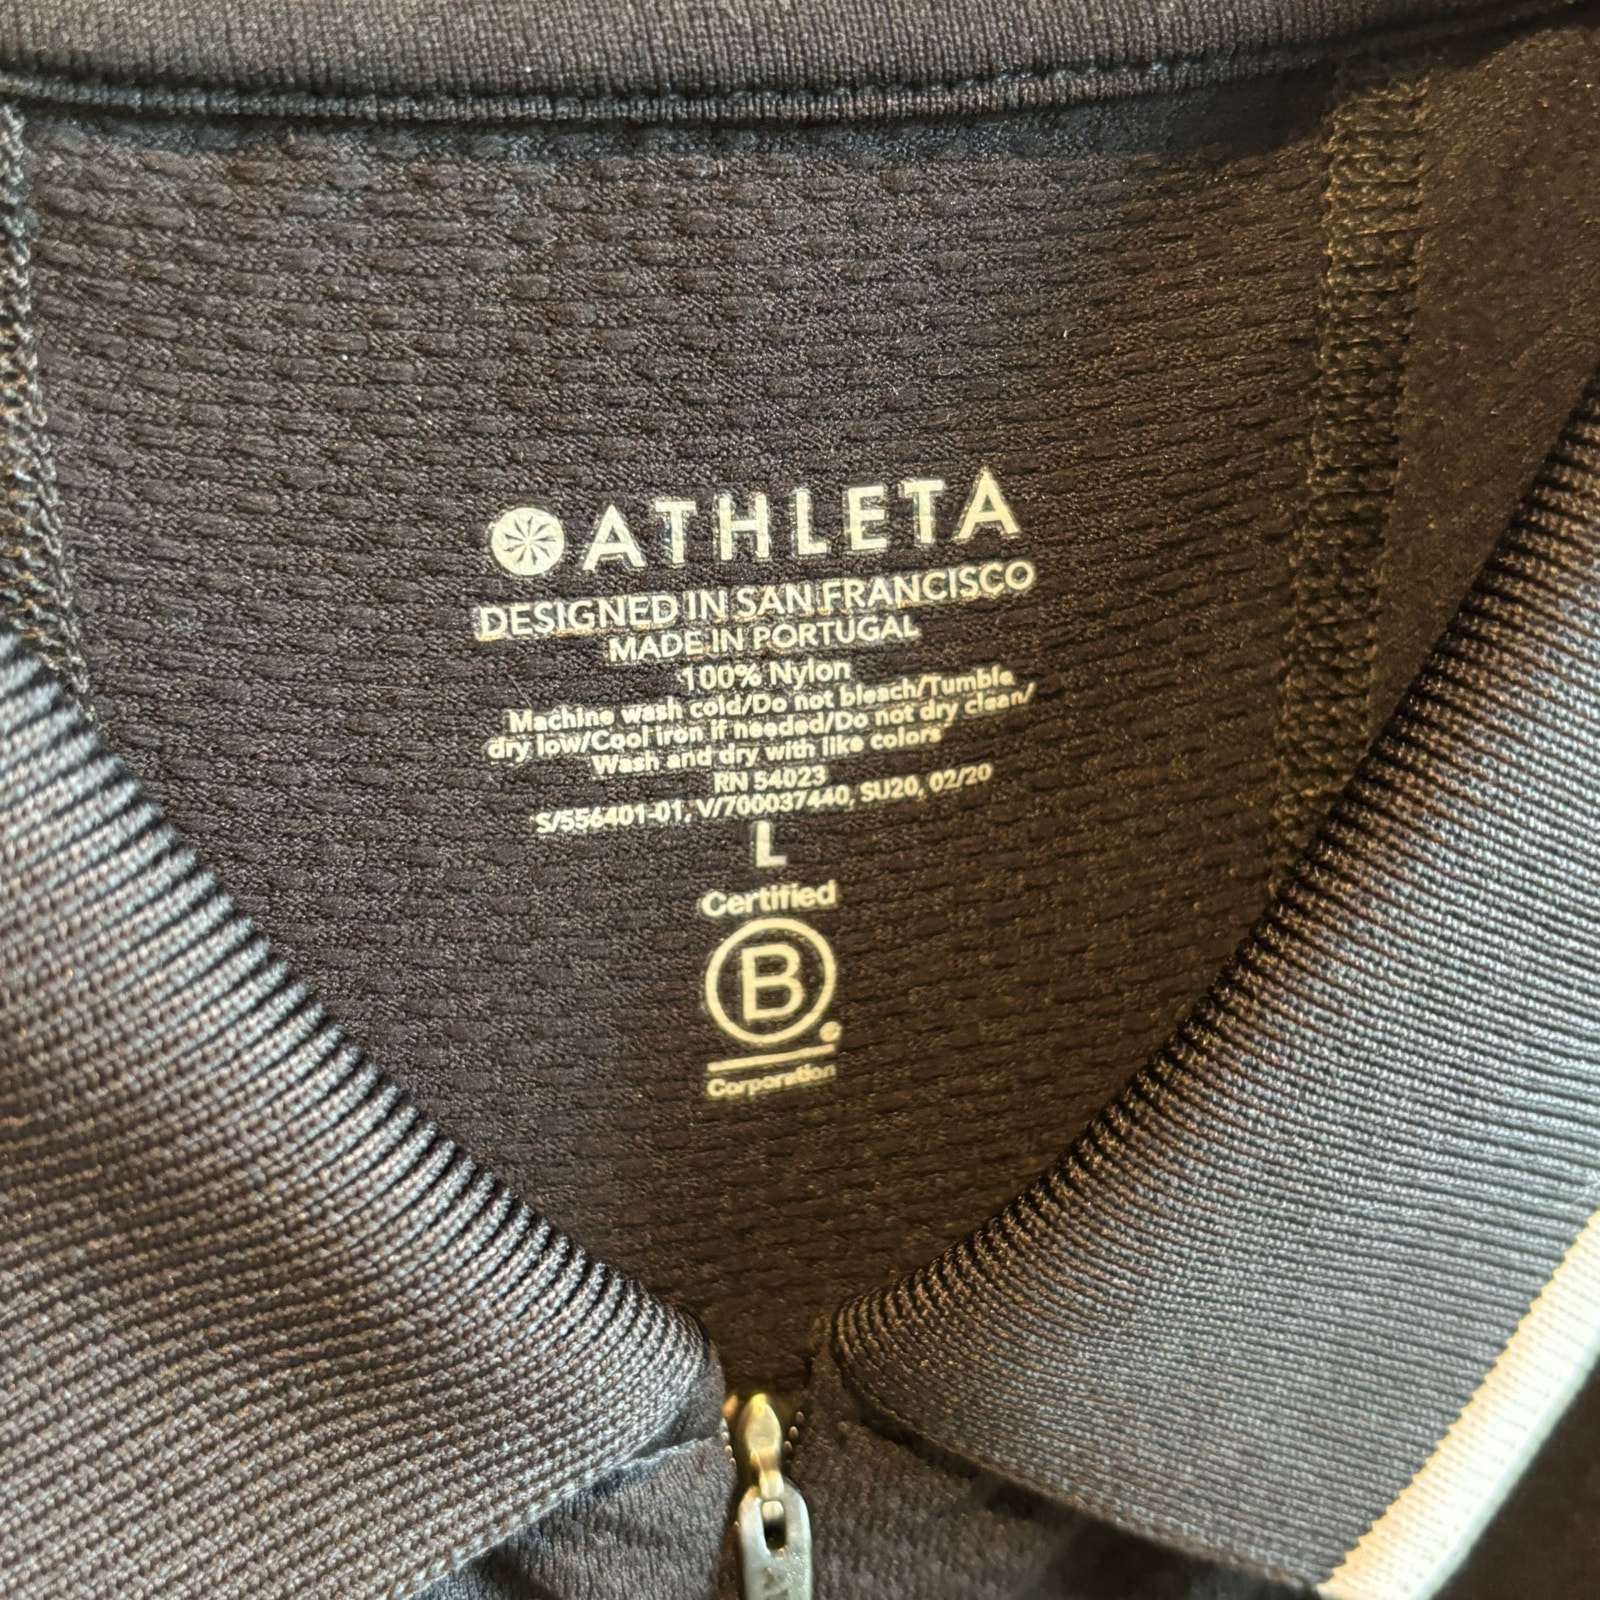 ATHLETA
DESIGNED IN SAN FRANCISCO
MADE IN PORTUGAL
100% Nylon
Machine wash cold/Do not bleach/Tumble
dry low/Cool iron if needed/Do not dry clean/
Wash and dry with like colors
RN 54023
S/556401-01, V/700037440, SU20, 02/20
L
Certified
B
Corporation